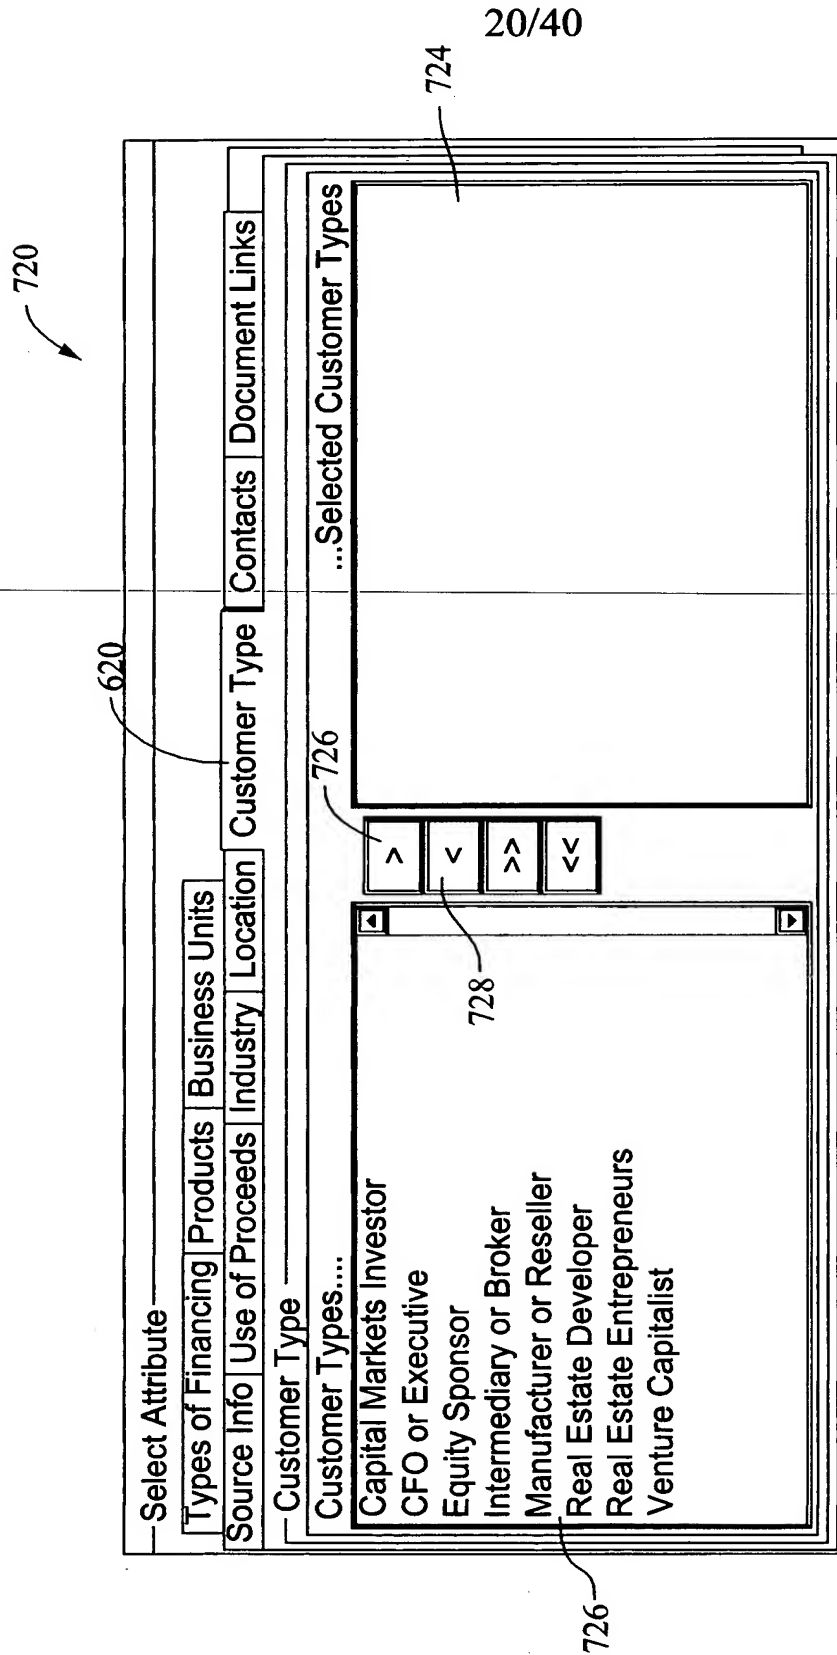 20/40
720
Select Attribute
Types of Financing Products Business Units
Source Info Use of Proceeds Industry Location Customer Type Contacts Document Links
620
Customer Type
Customer Types....
...Selected Customer Types
Capital Markets Investor
CFO or Executive
Equity Sponsor
Intermediary or Broker
Manufacturer or Reseller
Real Estate Developer
Real Estate Entrepreneurs
Venture Capitalist
>
<
>>
<<
726
728
724
726